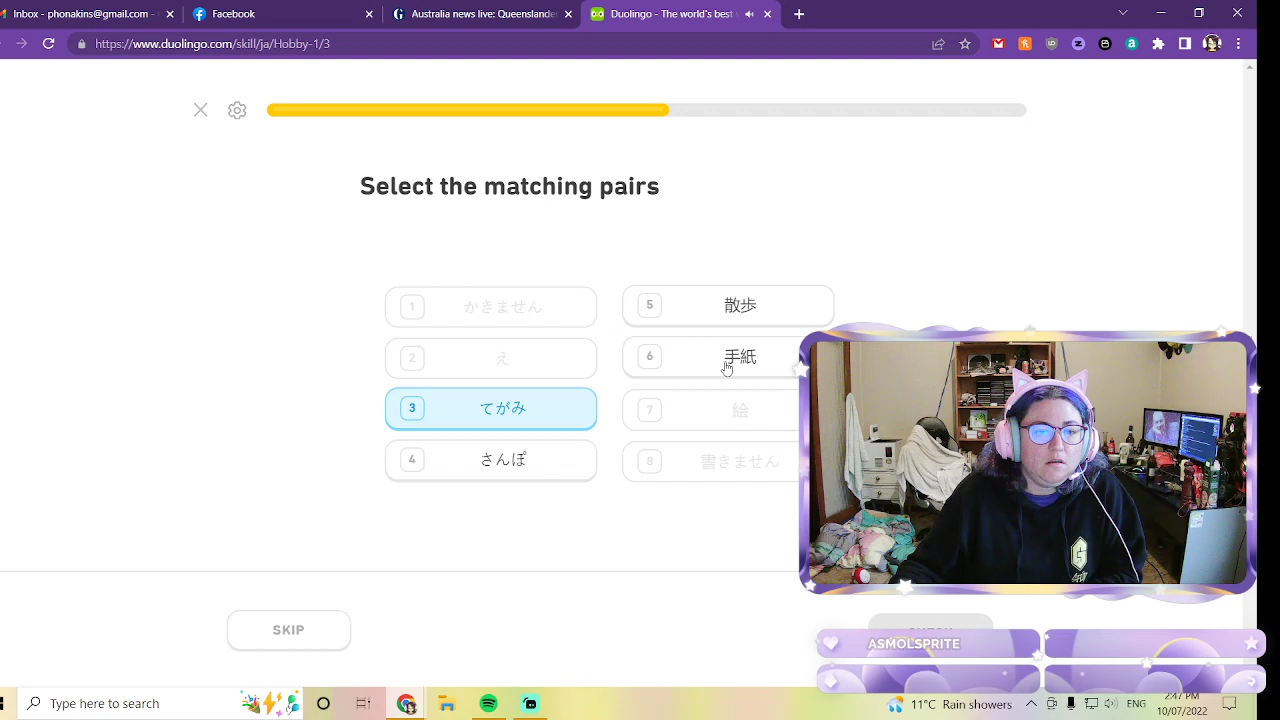 Inbox - phonakins@gmail.com
Facebook
Australia news live: Queenslander
Duolingo - The world's best
https://www.duolingo.com/skill/ja/Hobby-1/3
Select the matching pairs
1 かきません
5 散歩
2 え
6 手紙
3 てがみ
7 絵
4 さんぽ
8 書きません
SKIP
ASMOLSPRITE
Type here to search
11°C Rain showers
ENG
2:47 PM
10/07/2022